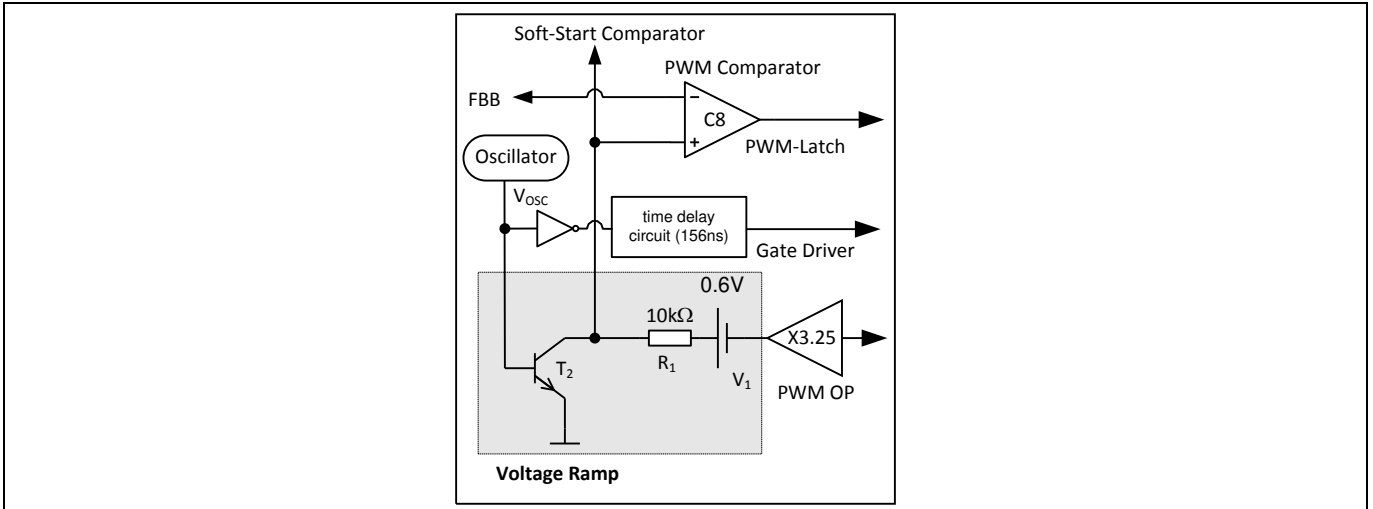 Soft-Start Comparator
PWM Comparator
FBB
−
C8
+
PWM-Latch
Oscillator
VOSC
time delay
circuit (156ns)
Gate Driver
0.6V
10kΩ
X3.25
T2
R1
V1
PWM OP
Voltage Ramp